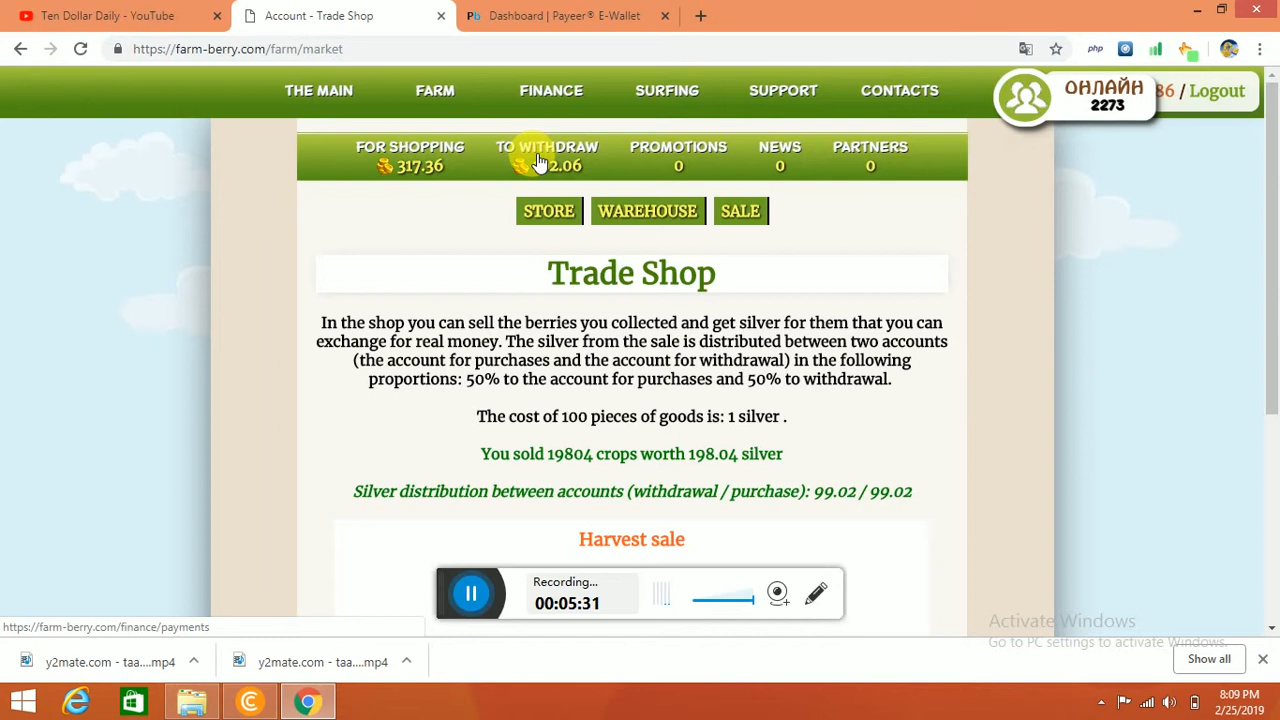 Ten Dollar Daily - YouTube
Account - Trade Shop
Pb Dashboard | Payeer® E-Wallet
https://farm-berry.com/farm/market
php
THE MAIN FARM FINANCE SURFING SUPPORT CONTACTS
ОНЛАЙН
2273
86 / Logout
FOR SHOPPING TO WITHDRAW PROMOTIONS NEWS PARTNERS
317.36 2.06 0 0 0
STORE WAREHOUSE SALE
Trade Shop
In the shop you can sell the berries you collected and get silver for them that you can
exchange for real money. The silver from the sale is distributed between two accounts
(the account for purchases and the account for withdrawal) in the following
proportions: 50% to the account for purchases and 50% to withdrawal.
The cost of 100 pieces of goods is: 1 silver .
You sold 19804 crops worth 198.04 silver
Silver distribution between accounts (withdrawal / purchase): 99.02 / 99.02
Harvest sale
Recording...
00:05:31
Activate Windows
Go to PC settings to activate Windows.
https://farm-berry.com/finance/payments
y2mate.com - taa....mp4
y2mate.com - taa....mp4
Show all
8:09 PM
2/25/2019